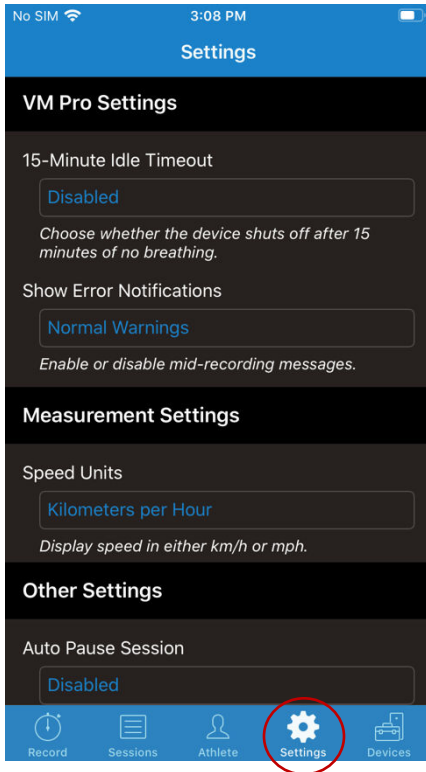 No SIM 3:08 PM
Settings
VM Pro Settings
15-Minute Idle Timeout
Disabled
Choose whether the device shuts off after 15
minutes of no breathing.
Show Error Notifications
Normal Warnings
Enable or disable mid-recording messages.
Measurement Settings
Speed Units
Kilometers per Hour
Display speed in either km/h or mph.
Other Settings
Auto Pause Session
Disabled
Record Sessions Athlete Settings Devices